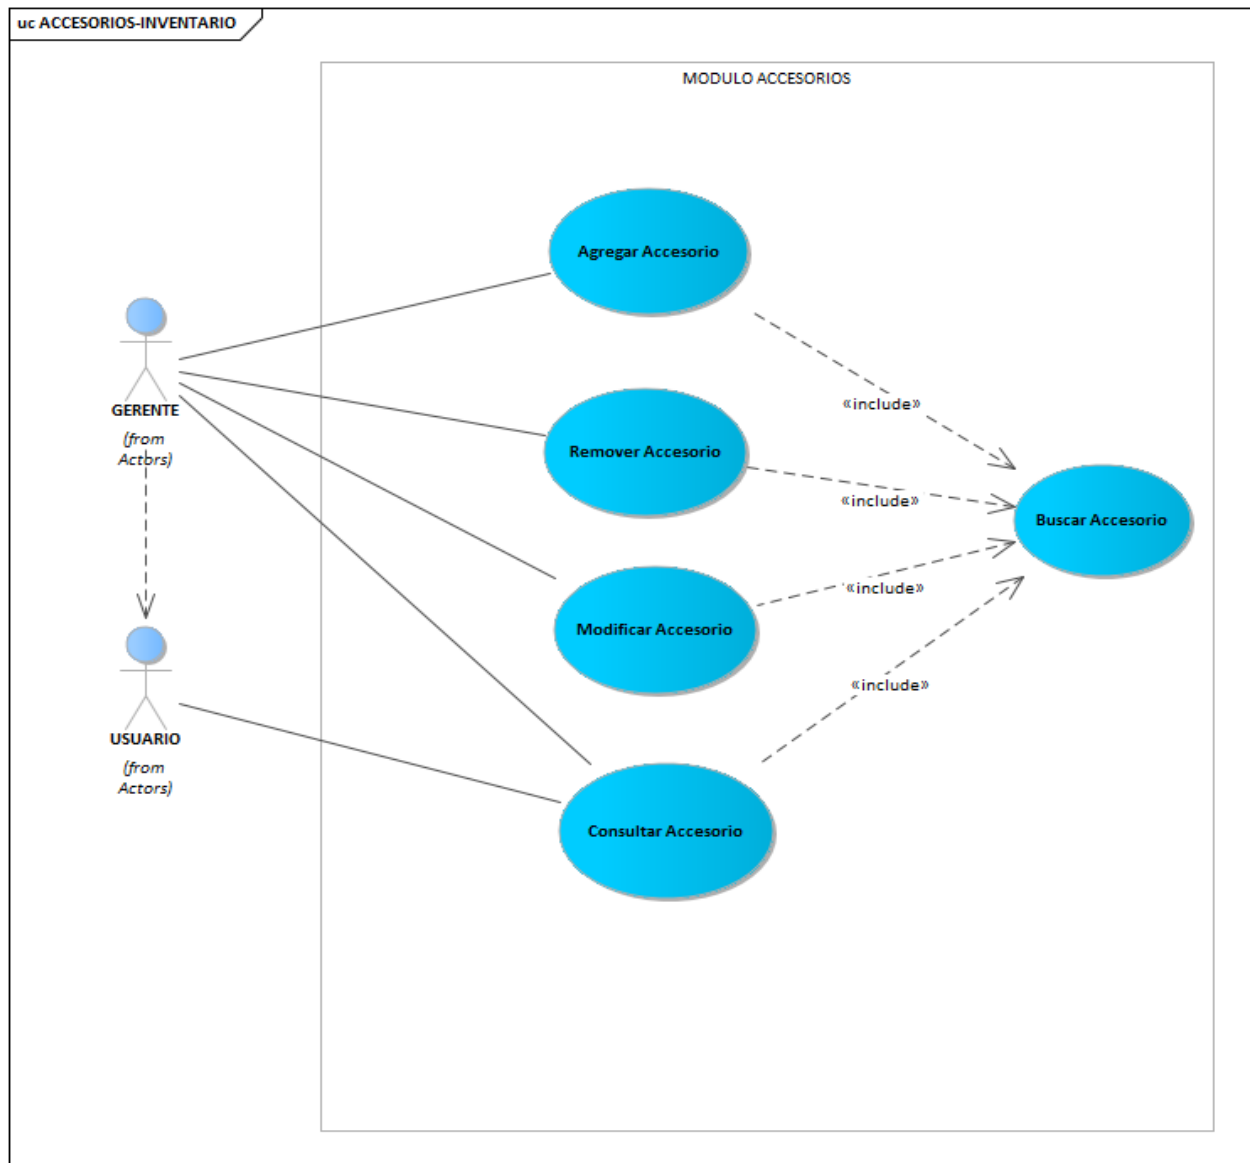 uc ACCESORIOS-INVENTARIO
MODULO ACCESORIOS
Agregar Accesorio
GERENTE
(from
Actors)
«include»
Remover Accesorio
«include»
Buscar Accesorio
«include»
Modificar Accesorio
«include»
USUARIO
(from
Actors)
Consultar Accesorio